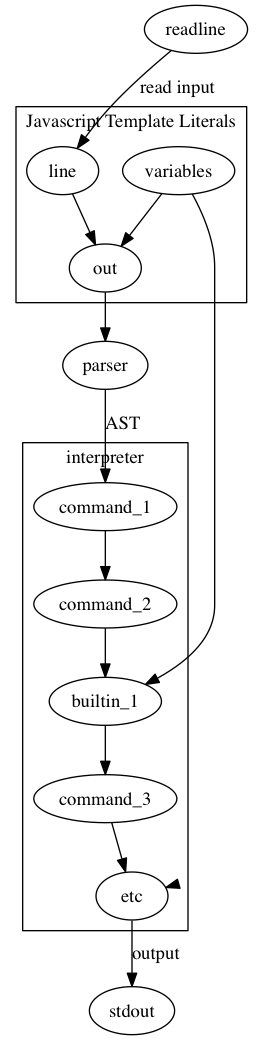 readline
read input
Javascript Template Literals
line
variables
out
parser
AST
interpreter
command_1
command_2
builtin_1
command_3
etc
output
stdout